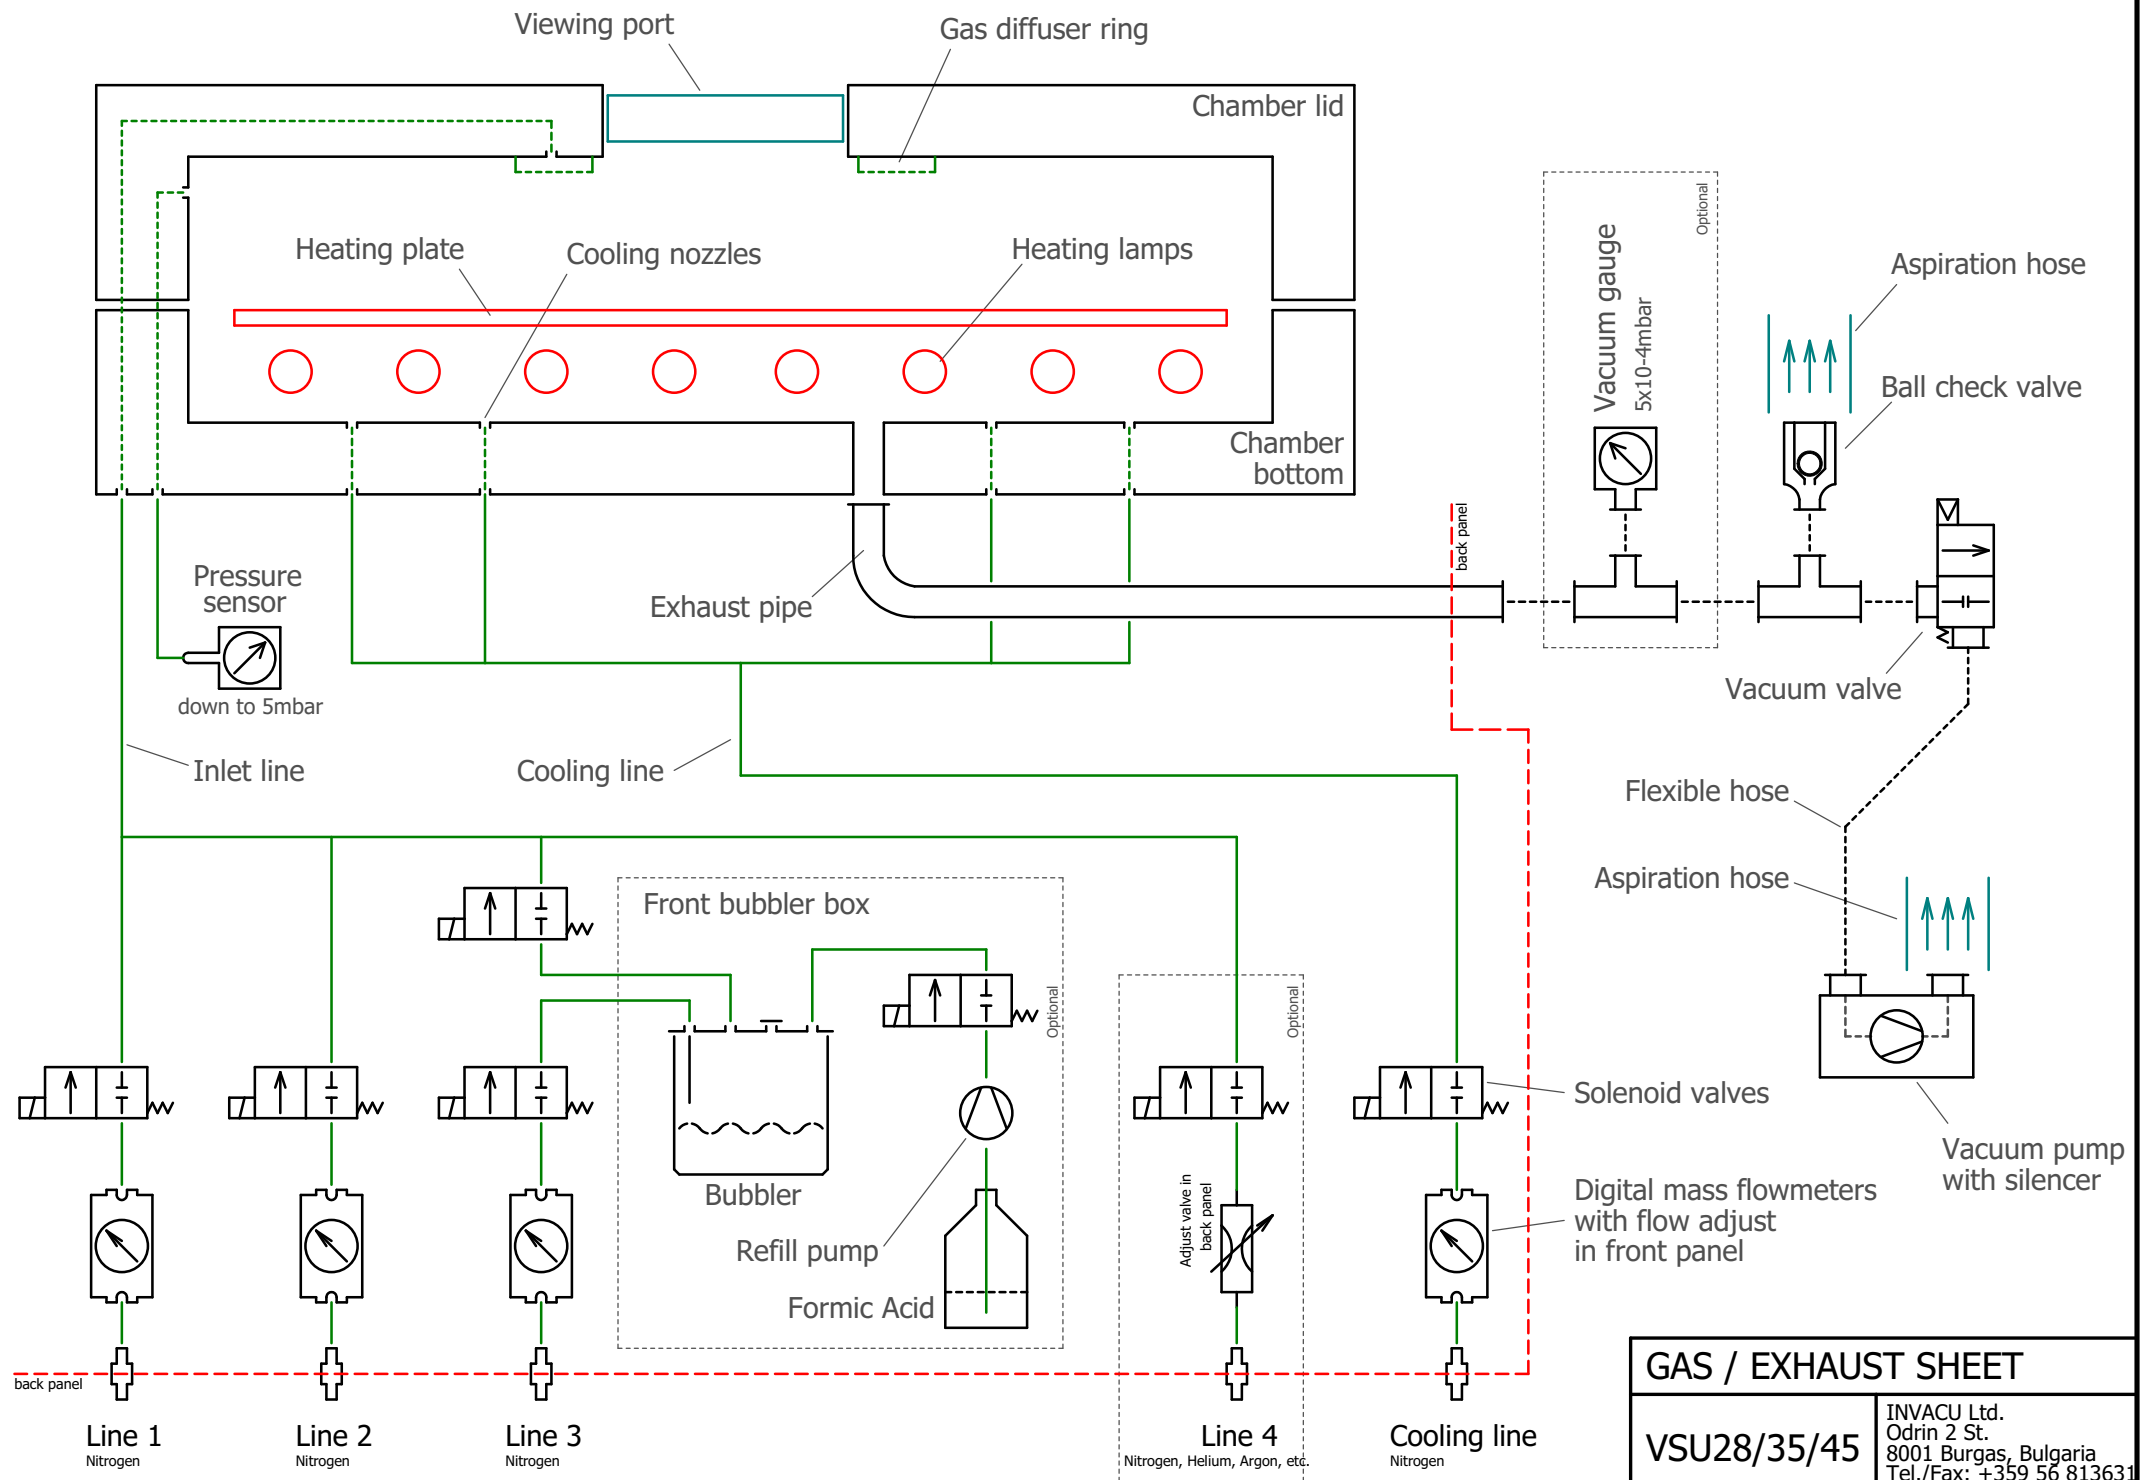 Viewing port
Gas diffuser ring
Chamber lid
Optional
Vacuum gauge
5x10-4mbar
Aspiration hose
Heating plate
Cooling nozzles
Heating lamps
Ball check valve
Chamber
bottom
back panel
Pressure
sensor
down to 5mbar
Exhaust pipe
Vacuum valve
Inlet line
Cooling line
Flexible hose
Aspiration hose
Front bubbler box
Optional
Optional
Solenoid valves
Vacuum pump
with silencer
Bubbler
Adjust valve in
back panel
Digital mass flowmeters
with flow adjust
in front panel
Refill pump
Formic Acid
back panel
Line 1
Nitrogen
Line 2
Nitrogen
Line 3
Nitrogen
Line 4
Nitrogen, Helium, Argon, etc.
Cooling line
Nitrogen
GAS / EXHAUST SHEET
VSU28/35/45
INVACU Ltd.
Odrin 2 St.
8001 Burgas, Bulgaria
Tel./Fax: +359 56 813631